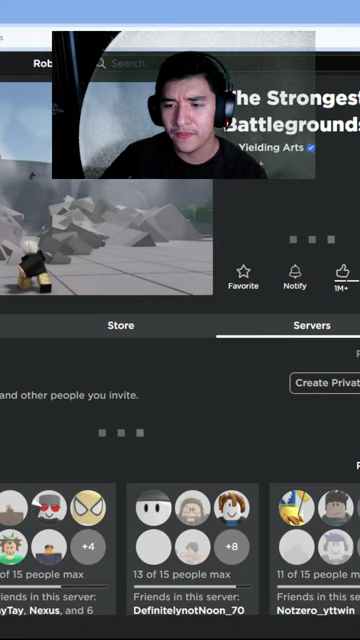 Rob
Search
The Strongest
Battlegrounds
Yielding Arts
Favorite
Notify
1M+
Store
Servers
and other people you invite.
Create Privat
+4
+8
of 15 people max
13 of 15 people max
11 of 15 people max
Friends in this server:
Friends in this server:
Friends in this server:
yTay, Nexus, and 6
DefinitelynotNoon_70
Notzero_yttwin